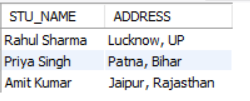 STU_NAME ADDRESS
Rahul Sharma Lucknow, UP
Priya Singh Patna, Bihar
Amit Kumar Jaipur, Rajasthan